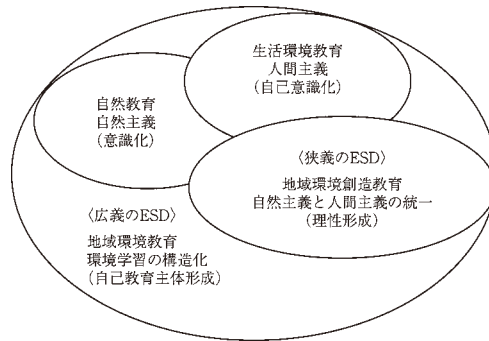 生活環境教育
人間主義
(自己意識化)
自然教育
自然主義
(意識化)
〈狭義のESD〉
地域環境創造教育
自然主義と人間主義の統一
(理性形成)
〈広義のESD〉
地域環境教育
環境学習の構造化
(自己教育主体形成)